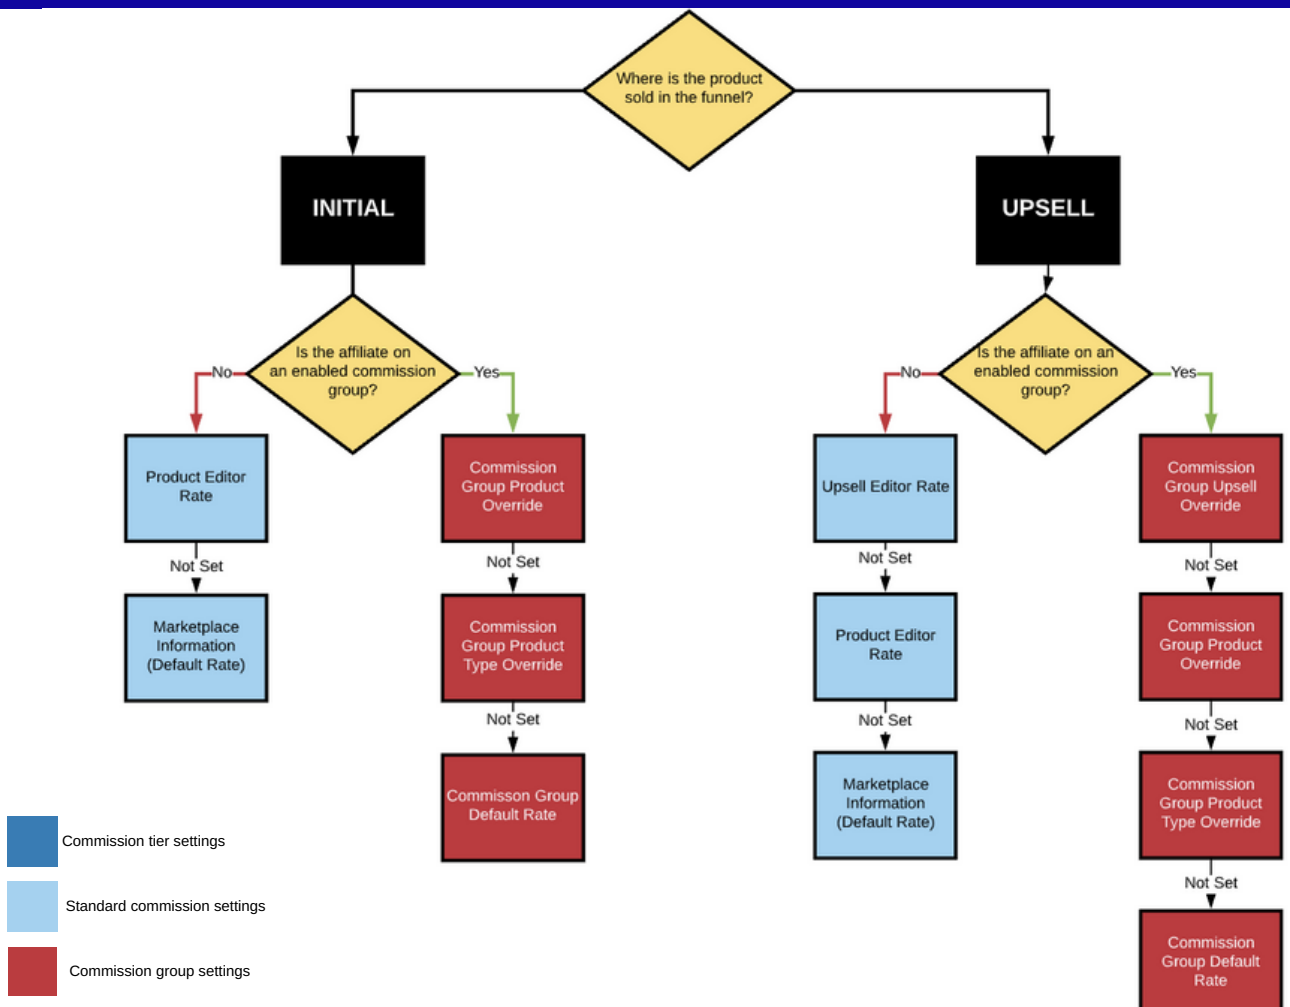 Where is the product
sold in the funnel?
INITIAL
UPSELL
Is the affiliate on
an enabled commission
group?
No
Yes
Is the affiliate on an
enabled commission
group?
No
Yes
Product Editor
Rate
Commission
Group Product
Override
Upsell Editor Rate
Commission
Group Upsell
Override
Not Set
Not Set
Not Set
Not Set
Marketplace
Information
(Default Rate)
Commission
Group Product
Type Override
Product Editor
Rate
Commission
Group Product
Override
Not Set
Not Set
Not Set
Commisson Group
Default Rate
Marketplace
Information
(Default Rate)
Commission
Group Product
Type Override
Not Set
Commission
Group Default
Rate
Commission tier settings
Standard commission settings
Commission group settings